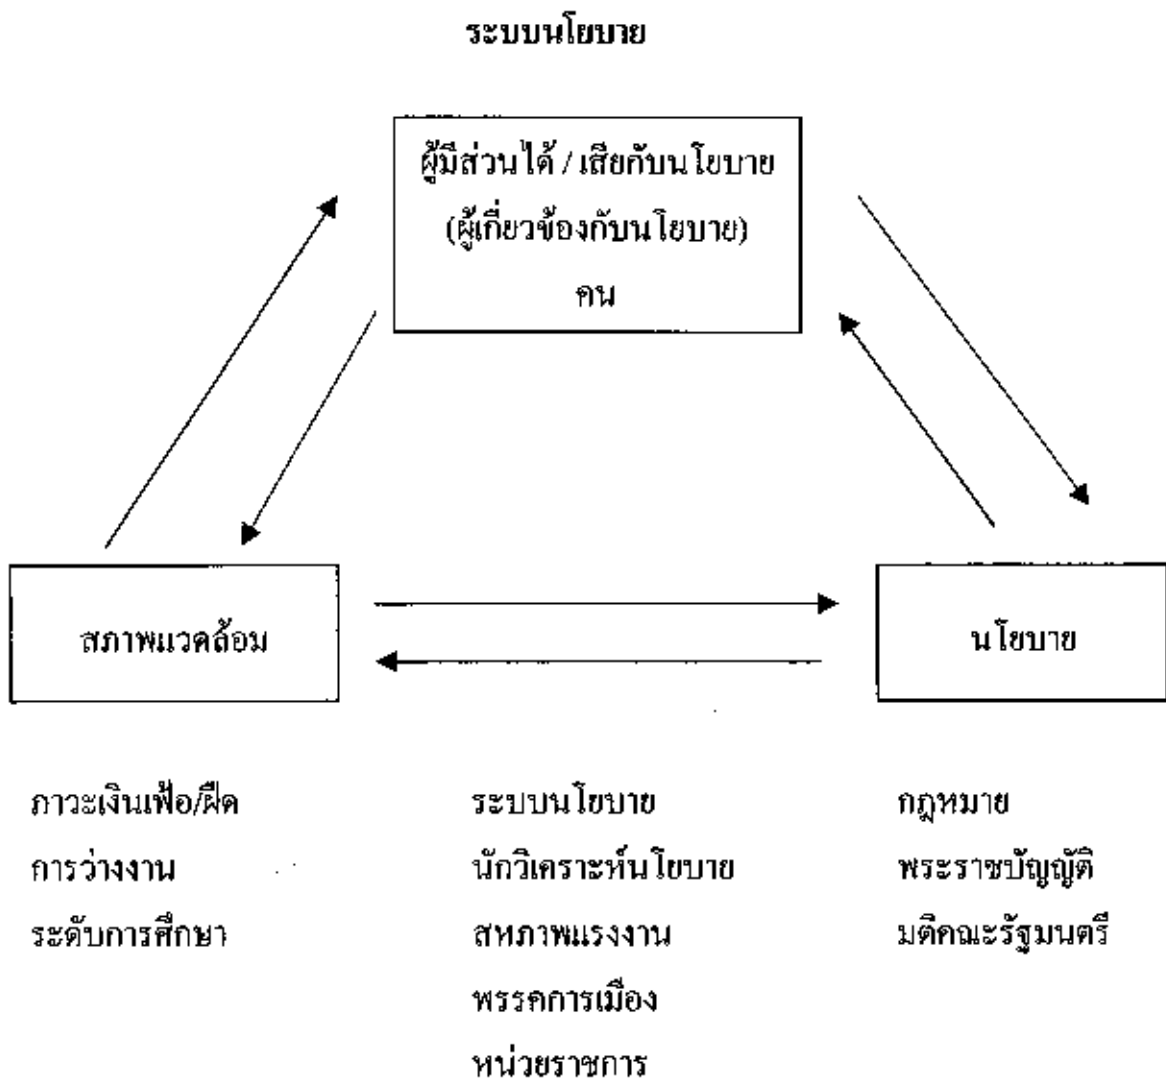 ระบบนโยบาย
ผู้มีส่วนได้ / เสียกับนโยบาย
(ผู้เกี่ยวข้องกับนโยบาย)
คน
สภาพแวดล้อม
นโยบาย
ภาวะเงินเฟ้อ/ฝืด
การว่างงาน
ระดับการศึกษา
ระบบนโยบาย
นักวิเคราะห์นโยบาย
สหภาพแรงงาน
พรรคการเมือง
หน่วยราชการ
กฎหมาย
พระราชบัญญัติ
มติคณะรัฐมนตรี